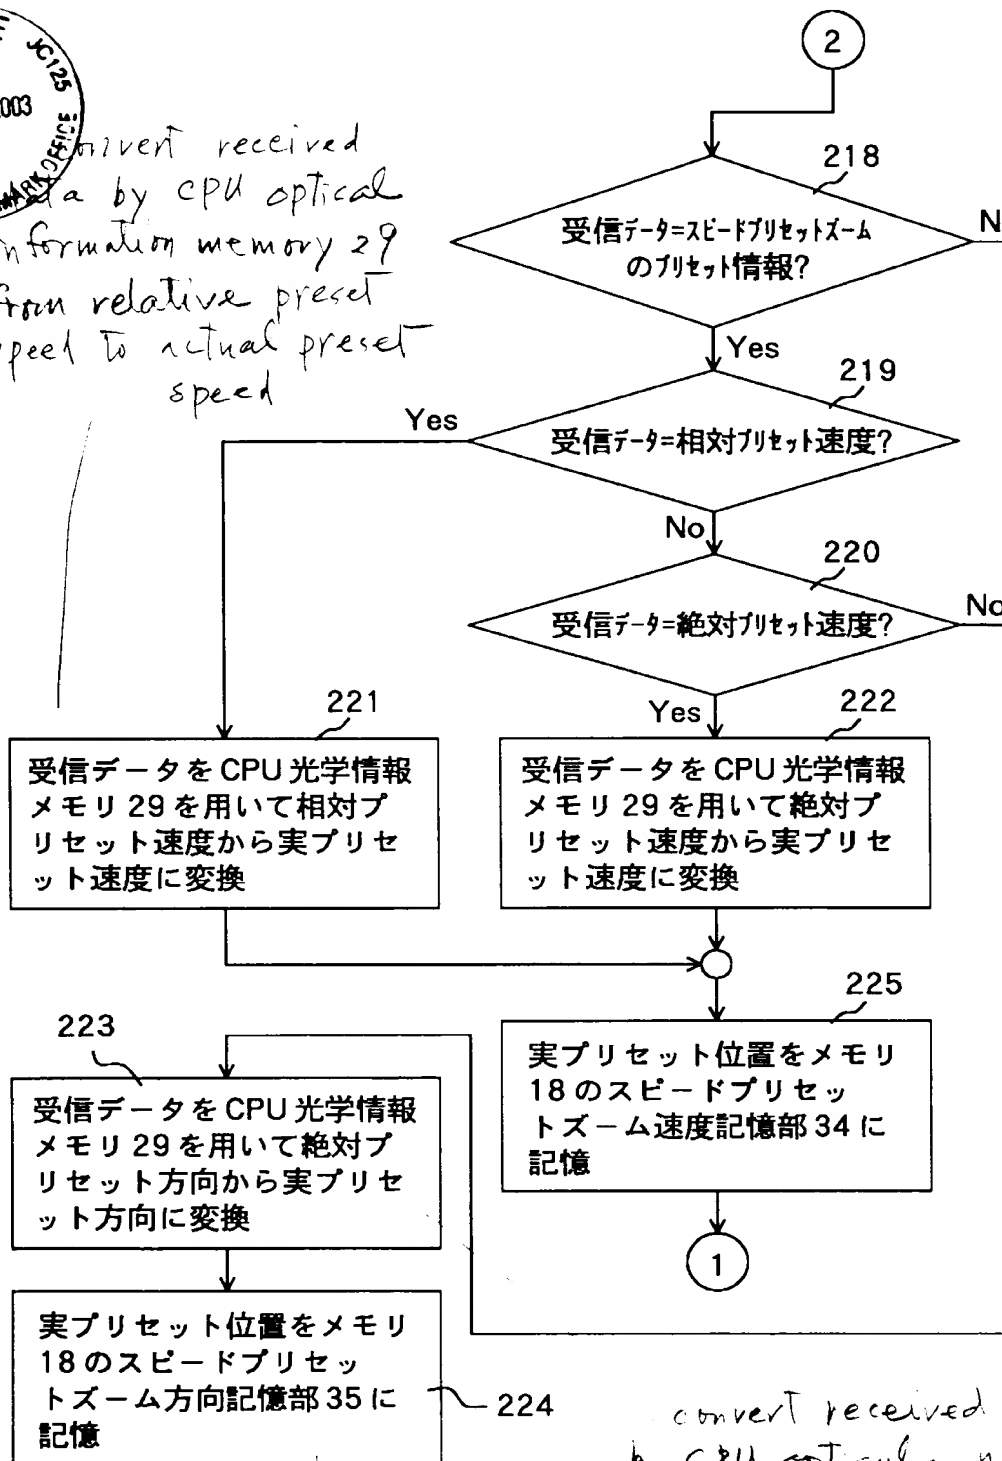 JC125
2003
2
convert received
by CPU optical
information memory 29
from relative preset
speed to actual preset
speed
218
受信データ=スピードプリセットズーム
のプリセット情報?
Yes
219
Yes
受信データ=相対プリセット速度?
No
220
受信データ=絶対プリセット速度?
No
Yes
221
受信データをCPU光学情報
メモリ29を用いて相対プ
リセット速度から実プリセ
ット速度に変換
222
受信データをCPU光学情報
メモリ29を用いて絶対プ
リセット速度から実プリセ
ット速度に変換
225
実プリセット位置をメモリ
18のスピードプリセッ
トズーム速度記憶部34に
記憶
1
223
受信データをCPU光学情報
メモリ29を用いて絶対プ
リセット方向から実プリセ
ット方向に変換
実プリセット位置をメモリ
18のスピードプリセッ
トズーム方向記憶部35に
記憶
224
convert received
CPU